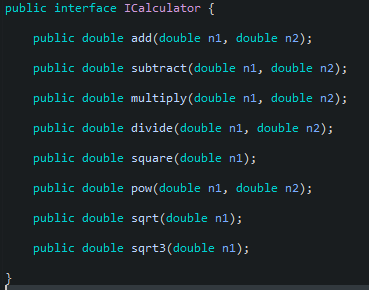 public interface ICalculator {
public double add(double n1, double n2);
public double subtract(double n1, double n2);
public double multiply(double n1, double n2);
public double divide(double n1, double n2);
public double square(double n1);
public double pow(double n1, double n2);
public double sqrt(double n1);
public double sqrt3(double n1);
}